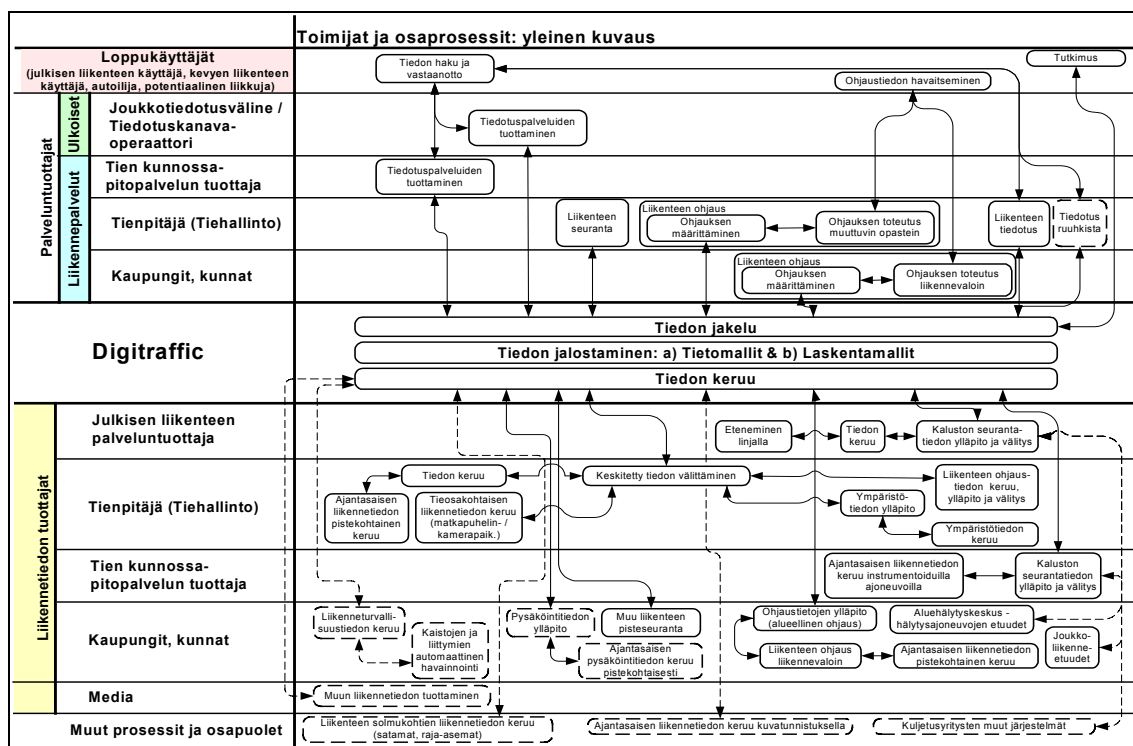 Toimijat ja osaprosessit: yleinen kuvaus
Loppukäyttäjät
(julkisen liikenteen käyttäjä, kevyen liikenteen
käyttäjä, autoilija, potentiaalinen liikkuja)
Tiedon haku ja
vastaanotto
Ohjaustiedon havaitseminen
Tutkimus
Palveluntuottajat
Ulkoiset
Joukkotiedotusväline /
Tiedotuskanava-
operaattori
Tiedotuspalveluiden
tuottaminen
Liikennepalvelut
Tien kunnossa-
pitopalvelun tuottaja
Tiedotuspalveluiden
tuottaminen
Tienpitäjä (Tiehallinto)
Liikenteen
seuranta
Liikenteen ohjaus
Ohjauksen
määrittäminen
Ohjauksen toteutus
muuttuvin opastein
Liikenteen
tiedotus
Tiedotus
ruuhkista
Kaupungit, kunnat
Liikenteen ohjaus
Ohjauksen
määrittäminen
Ohjauksen toteutus
liikennevaloin
Digitraffic
Tiedon jakelu
Tiedon jalostaminen: a) Tietomallit & b) Laskentamallit
Tiedon keruu
Liikennetiedon tuottajat
Julkisen liikenteen
palveluntuottaja
Eteneminen
linjalla
Tiedon
keruu
Kaluston seuranta-
tiedon ylläpito ja välitys
Tienpitäjä (Tiehallinto)
Tiedon keruu
Keskitetty tiedon välittäminen
Liikenteen ohjaus-
tiedon keruu,
ylläpito ja välitys
Ajantasaisen
liikennetiedon
pistekohtainen
keruu
Tieosakohtaisen
liikennetiedon keruu
(matkapuhelin- /
kamerapaik.)
Ympäristö-
tiedon ylläpito
Ympäristötiedon
keruu
Tien kunnossa-
pitopalvelun tuottaja
Ajantasaisen liikennetiedon
keruu instrumentoiduilla
ajoneuvoilla
Kaluston
seurantatiedon
ylläpito ja välitys
Kaupungit, kunnat
Liikenneturvalli-
suustiedon keruu
Kaistojen ja
liittymien
automaattinen
havainnointi
Pysäköintitiedon
ylläpito
Muu liikenteen
pisteseuranta
Ajantasaisen
pysäköintitiedon keruu
pistekohtaisesti
Ohjaustietojen ylläpito
(alueellinen ohjaus)
Aluehälytyskeskus -
hälytysajoneuvojen etuudet
Liikenteen ohjaus
liikennevaloin
Ajantasaisen liikennetiedon
pistekohtainen keruu
Joukko-
liikenne-
etuudet
Media
Muun liikennetiedon tuottaminen
Muut prosessit ja osapuolet
Liikenteen solmukohtien liikennetiedon keruu
(satamat, raja-asemat)
Ajantasaisen liikennetiedon keruu kuvatunnistuksella
Kuljetusyritysten muut järjestelmät